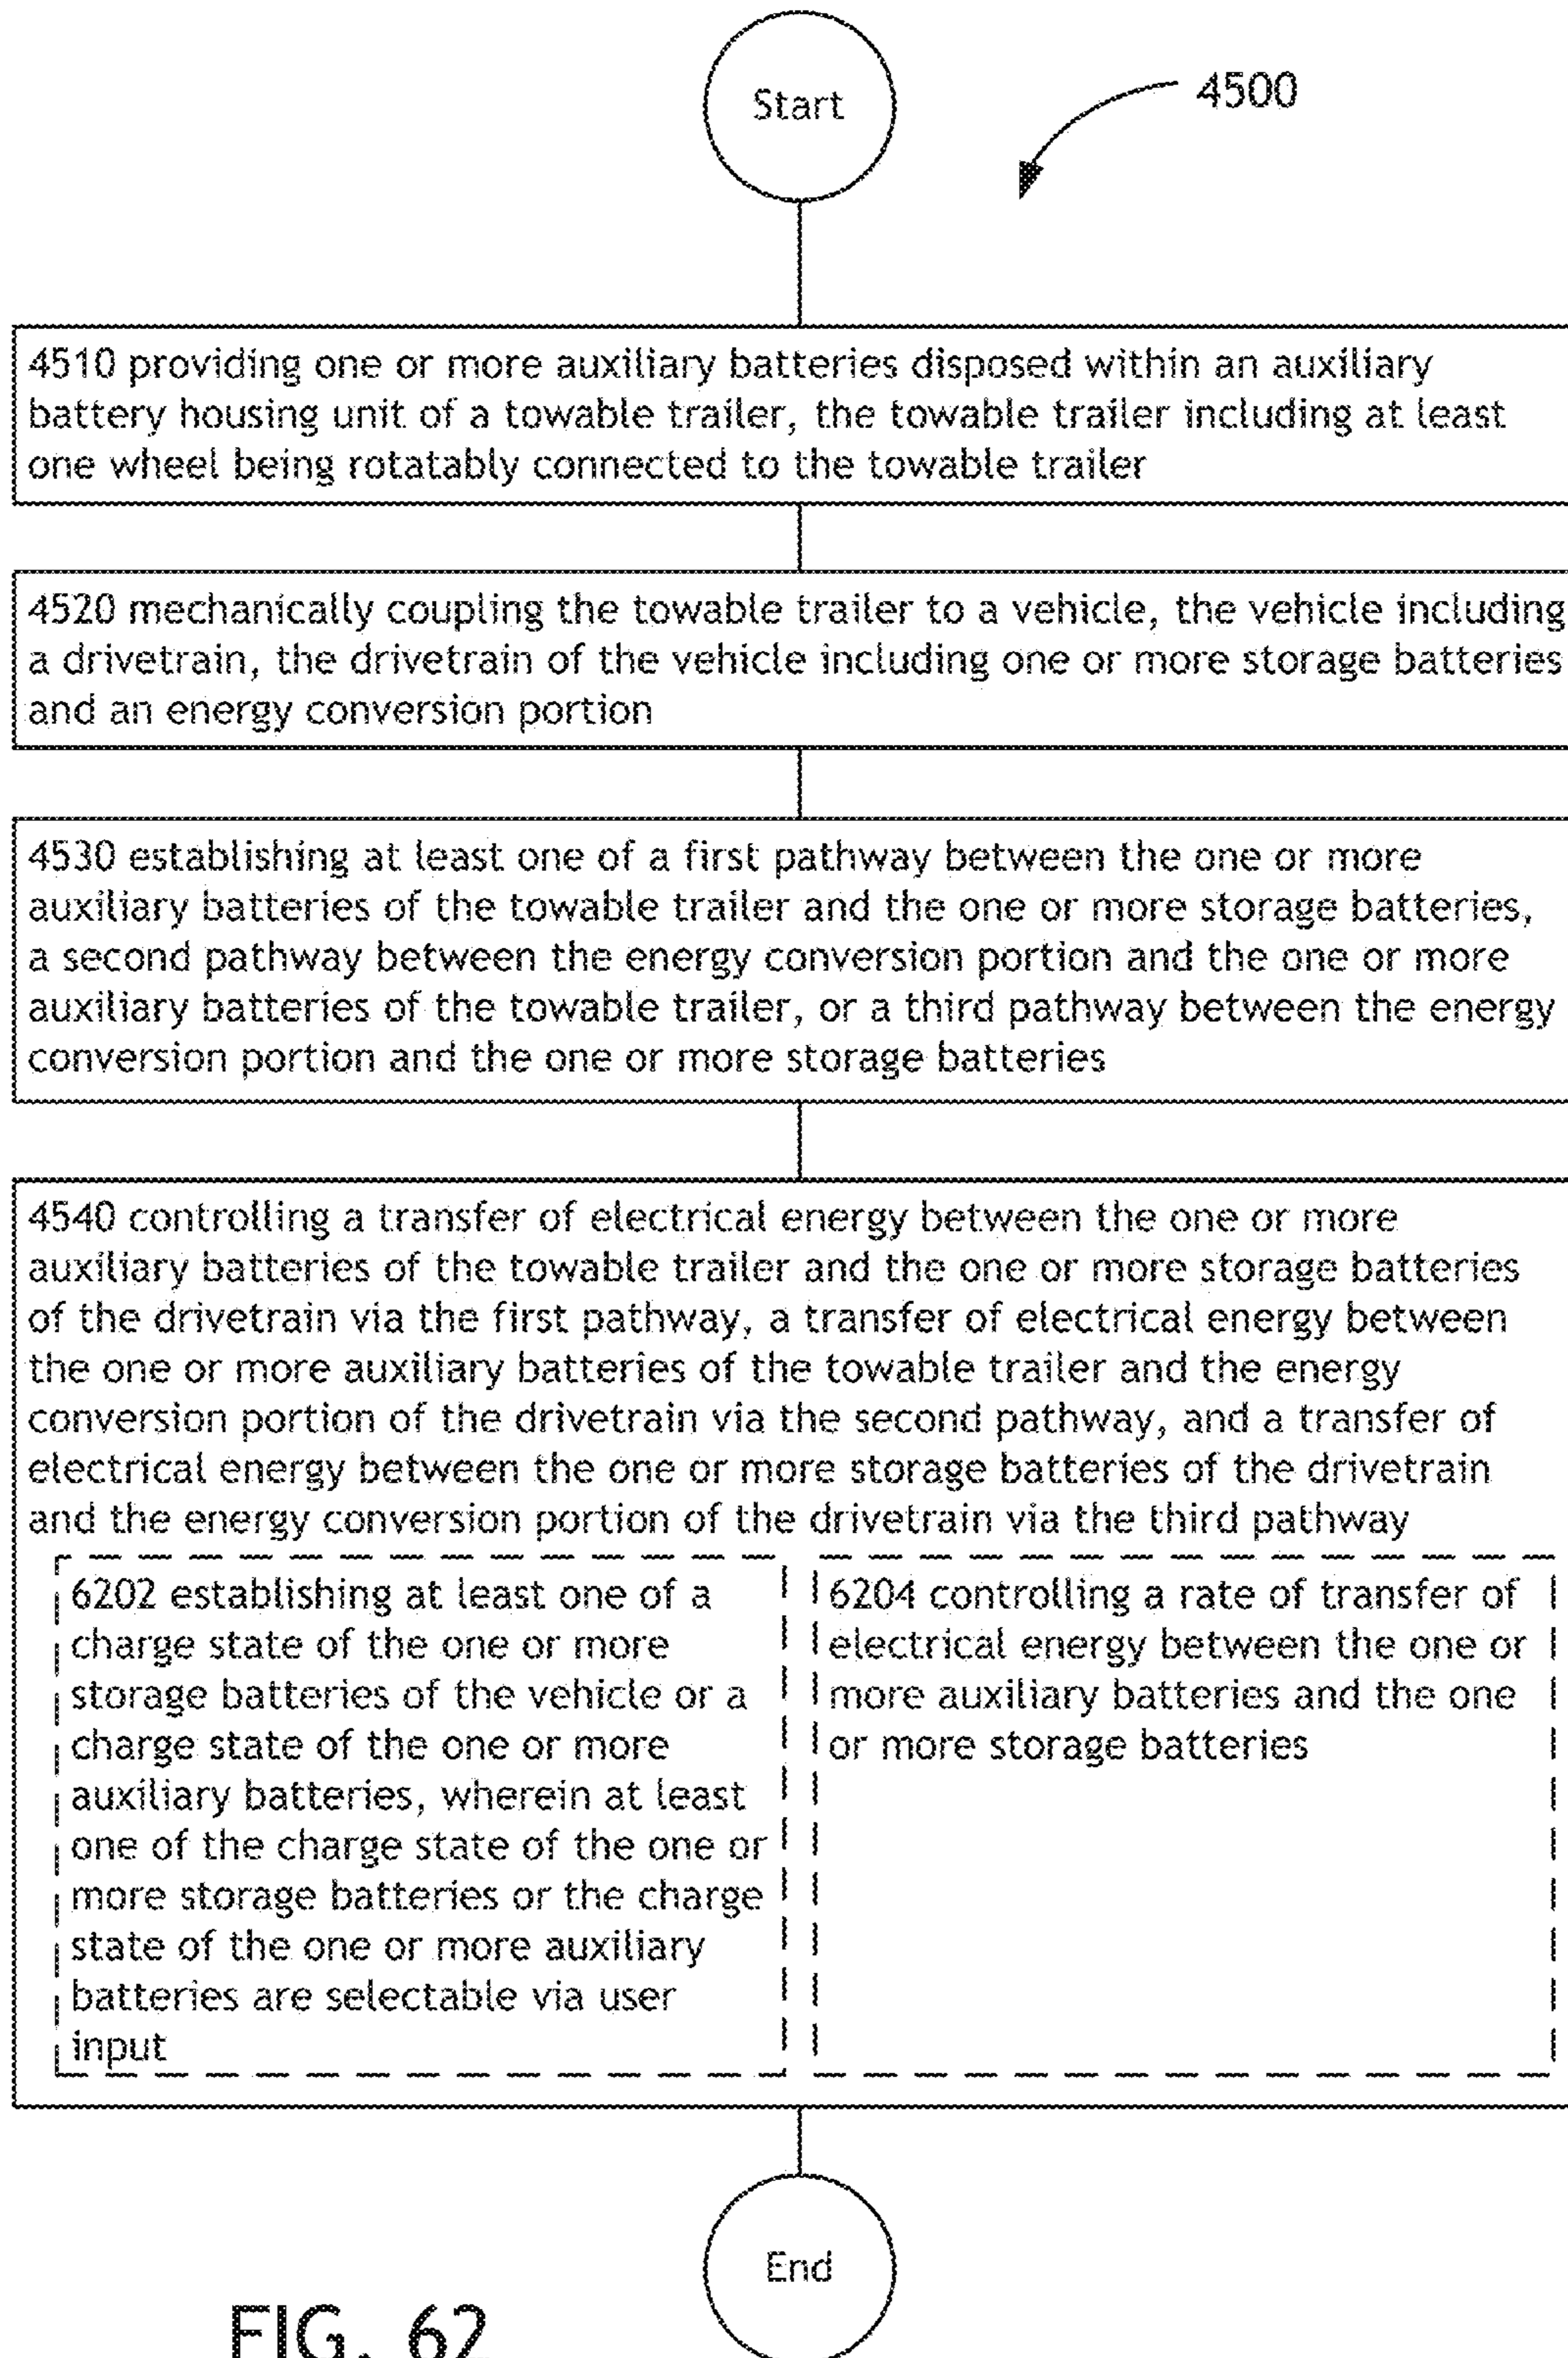 Start
4500
4510 providing one or more auxiliary batteries disposed within an auxiliary
battery housing unit of a towable trailer, the towable trailer including at least
one wheel being rotatably connected to the towable trailer
4520 mechanically coupling the towable trailer to a vehicle, the vehicle including
a drivetrain, the drivetrain of the vehicle including one or more storage batteries
and an energy conversion portion
4530 establishing at least one of a first pathway between the one or more
auxiliary batteries of the towable trailer and the one or more storage batteries,
a second pathway between the energy conversion portion and the one or more
auxiliary batteries of the towable trailer, or a third pathway between the energy
conversion portion and the one or more storage batteries
4540 controlling a transfer of electrical energy between the one or more
auxiliary batteries of the towable trailer and the one or more storage batteries
of the drivetrain via the first pathway, a transfer of electrical energy between
the one or more auxiliary batteries of the towable trailer and the energy
conversion portion of the drivetrain via the second pathway, and a transfer of
electrical energy between the one or more storage batteries of the drivetrain
and the energy conversion portion of the drivetrain via the third pathway
6202 establishing at least one of a
charge state of the one or more
storage batteries of the vehicle or a
charge state of the one or more
auxiliary batteries, wherein at least
one of the charge state of the one or
more storage batteries or the charge
state of the one or more auxiliary
batteries are selectable via user
input
6204 controlling a rate of transfer of
electrical energy between the one or
more auxiliary batteries and the one
or more storage batteries
End
FIG. 62